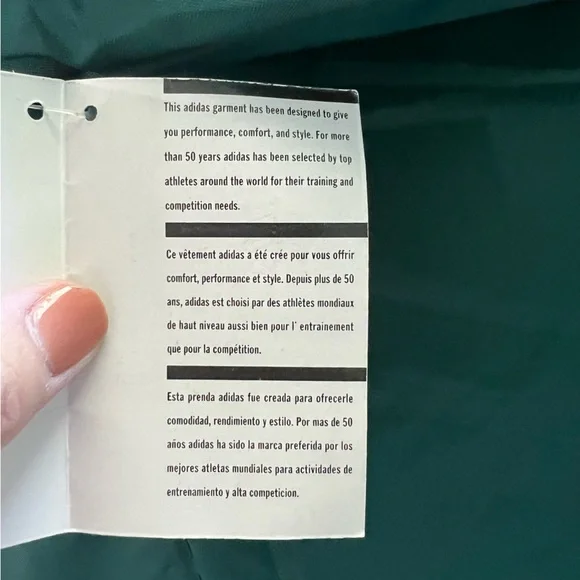 This adidas garment has been designed to give
you performance, comfort, and style. For more
than 50 years adidas has been selected by top
athletes around the world for their training and
competition needs.
Ce vêtement adidas a été crée pour vous offrir
comfort, performance et style. Depuis plus de 50
ans, adidas est choisi par des athlètes mondiaux
de haut niveau aussi bien pour l' entrainement
que pour la compétition.
Esta prenda adidas fue creada para ofrecerle
comodidad, rendimiento y estilo. Por mas de 50
años adidas ha sido la marca preferida por los
mejores atletas mundiales para actividades de
entrenamiento y alta competicion.